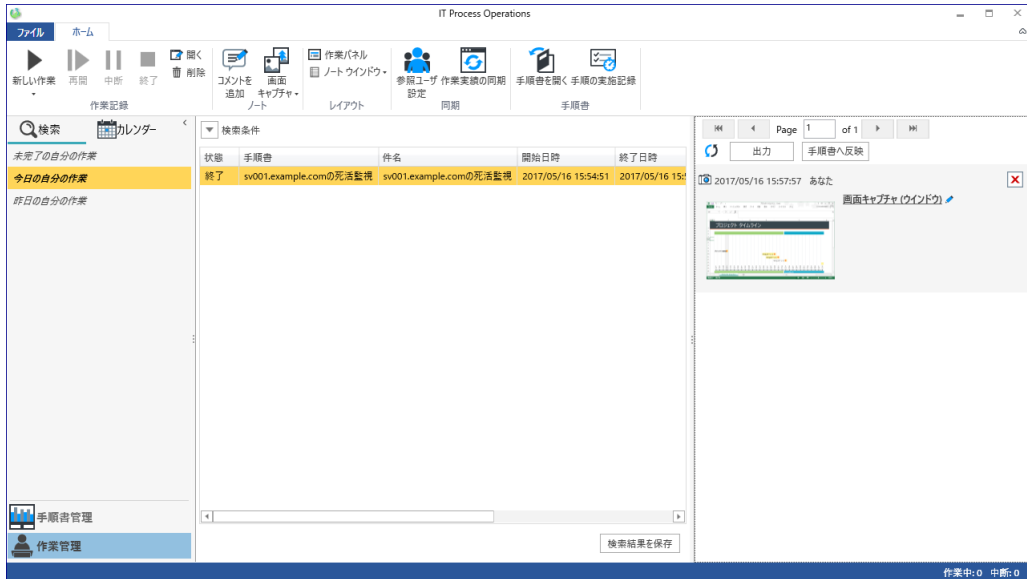 IT Process Operations
ファイル ホーム
新しい作業 再開 中断 終了 開く 削除
作業記録
コメントを追加 画面キャプチャ
ノート
作業パネル
ノートウインドウ
レイアウト
参照ユーザ設定 作業実績の同期
同期
手順書を開く 手順の実施記録
手順書
検索 カレンダー
未完了の自分の作業
今日の自分の作業
昨日の自分の作業
手順書管理
作業管理
検索条件
状態 手順書 件名 開始日時 終了日時
終了 sv001.example.comの死活監視 sv001.example.comの死活監視 2017/05/16 15:54:51 2017/05/16 15:5
検索結果を保存
Page 1 of 1
出力 手順書へ反映
2017/05/16 15:57:57 あなた
画面キャプチャ(ウインドウ)
プロジェクト タイムライン
作業中: 0 中断: 0